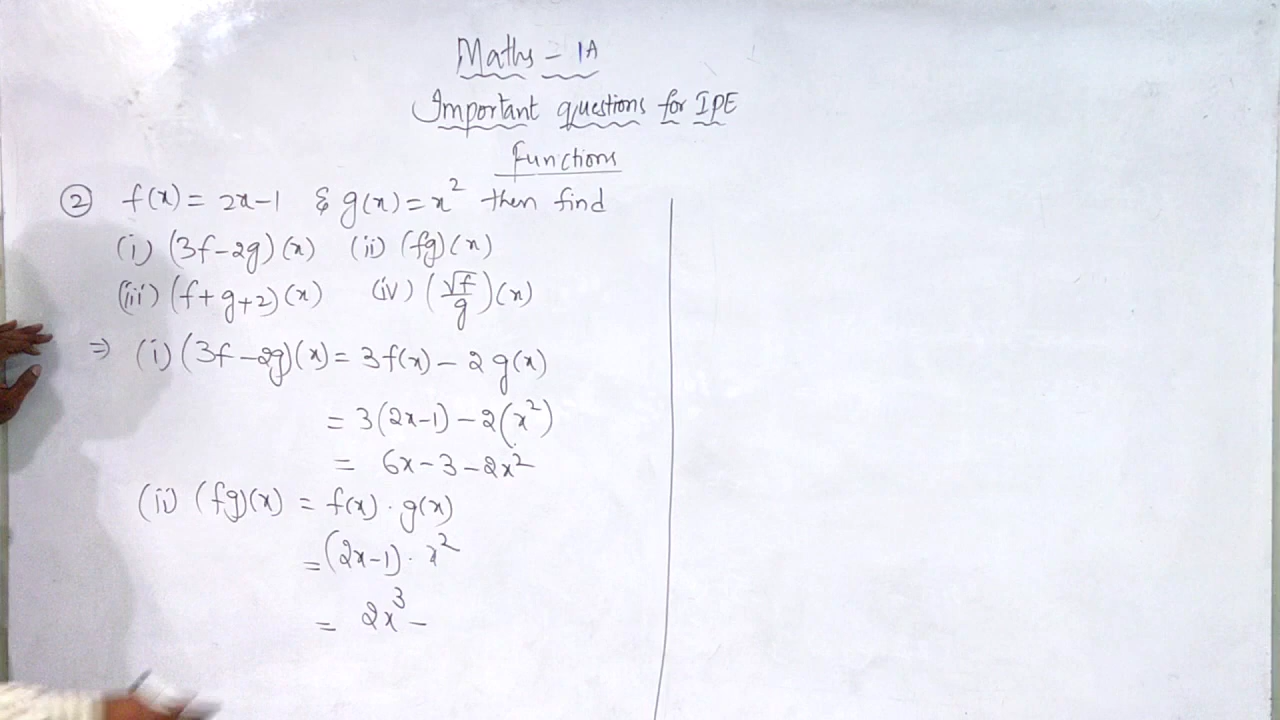 Maths - 1A
Important questions for IPE
Functions
② f(x) = 2x-1 & g(x) = x² then find
(i) (3f-2g)(x) (ii) (fg)(x)
(iii) (f+g+2)(x) (iv) (√f/g)(x)
⇒ (i) (3f-2g)(x) = 3f(x) - 2g(x)
= 3(2x-1) - 2(x²)
= 6x-3-2x²
(ii) (fg)(x) = f(x) · g(x)
= (2x-1) · x²
= 2x³ -